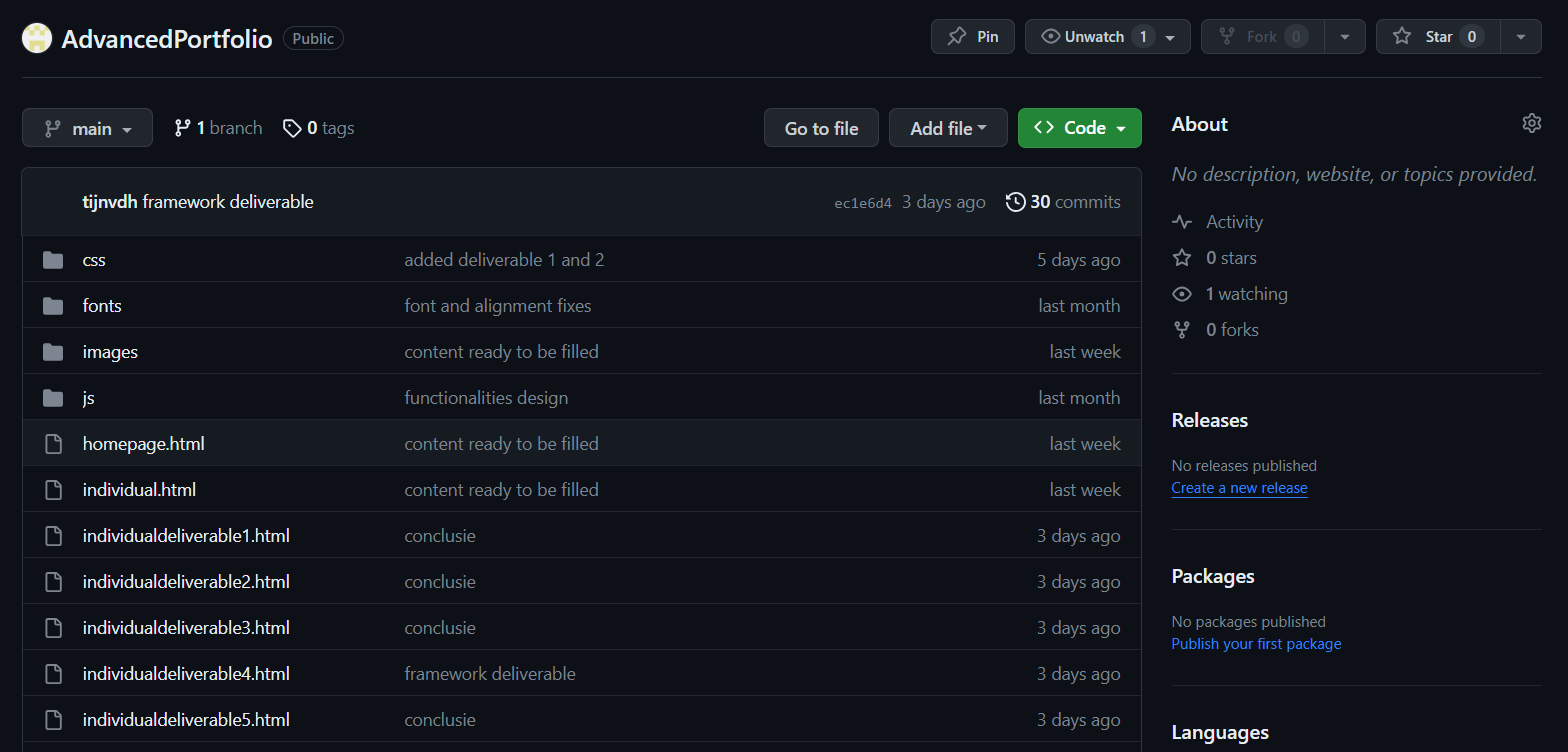 AdvancedPortfolio Public Pin Unwatch 1 Fork 0 Star 0
main 1 branch 0 tags Go to file Add file Code
tijnvdh framework deliverable ec1e6d4 3 days ago 30 commits
css added deliverable 1 and 2 5 days ago
fonts font and alignment fixes last month
images content ready to be filled last week
js functionalities design last month
homepage.html content ready to be filled last week
individual.html content ready to be filled last week
individualdeliverable1.html conclusie 3 days ago
individualdeliverable2.html conclusie 3 days ago
individualdeliverable3.html conclusie 3 days ago
individualdeliverable4.html framework deliverable 3 days ago
individualdeliverable5.html conclusie 3 days ago
About
No description, website, or topics provided.
Activity
0 stars
1 watching
0 forks
Releases
No releases published
Create a new release
Packages
No packages published
Publish your first package
Languages